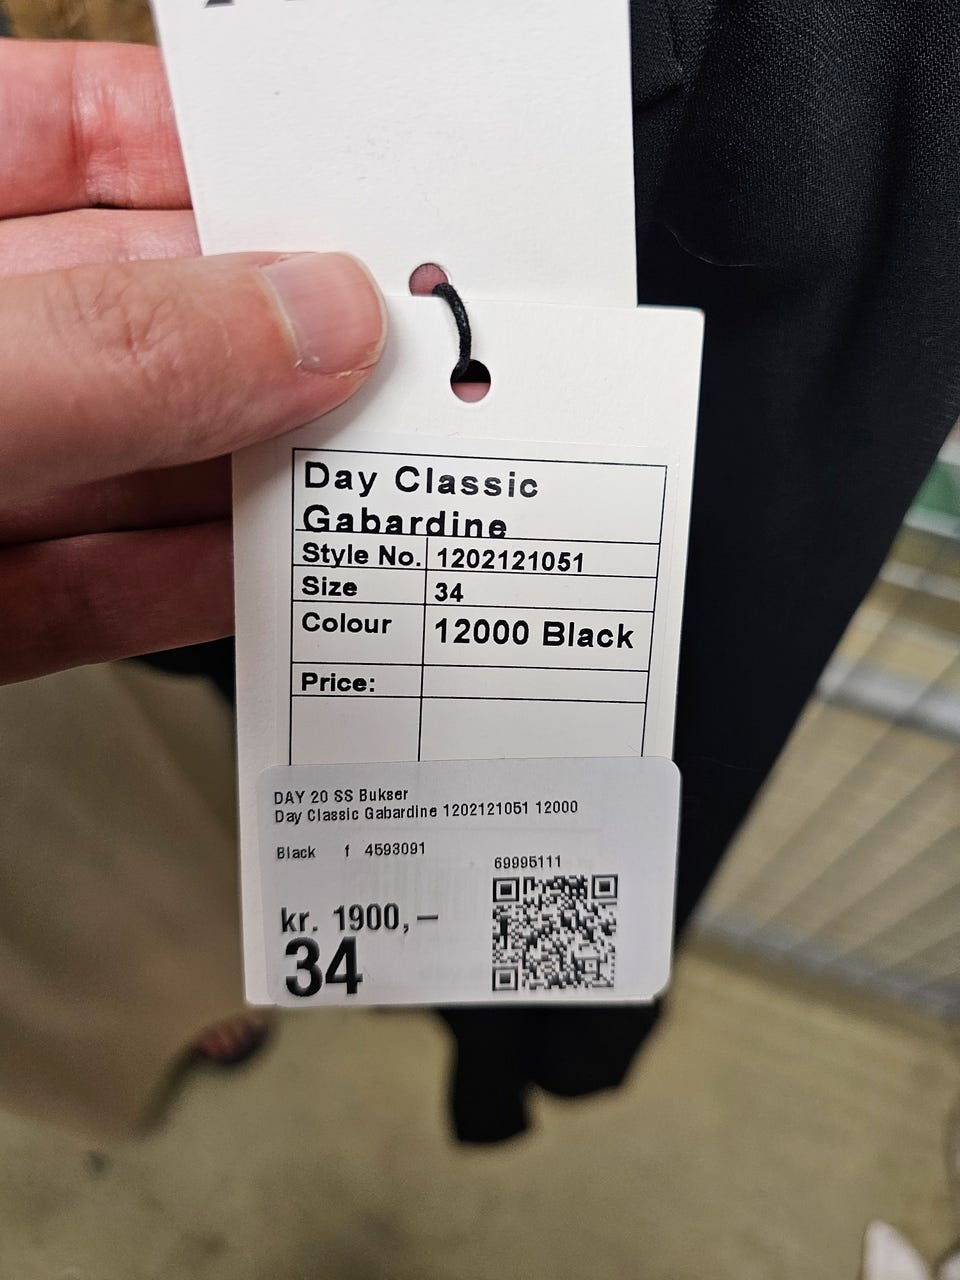 Day Classic
Gabardine
Style No. 1202121051
Size 34
Colour 12000 Black
Price:
DAY 20 SS Bukser
Day Classic Gabardine 1202121051 12000
Black f 4593091
69995111
kr. 1900,–
34